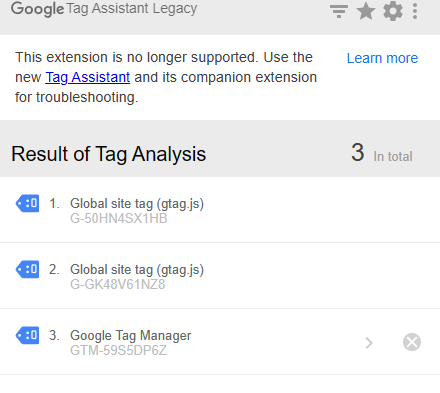 Google Tag Assistant Legacy
This extension is no longer supported. Use the
Learn more
new Tag Assistant and its companion extension
for troubleshooting.
Result of Tag Analysis
3 In total
1. Global site tag (gtag.js)
G-50HN4SX1HB
2. Global site tag (gtag.js)
G-GK48V61NZ8
3. Google Tag Manager
GTM-59S5DP6Z